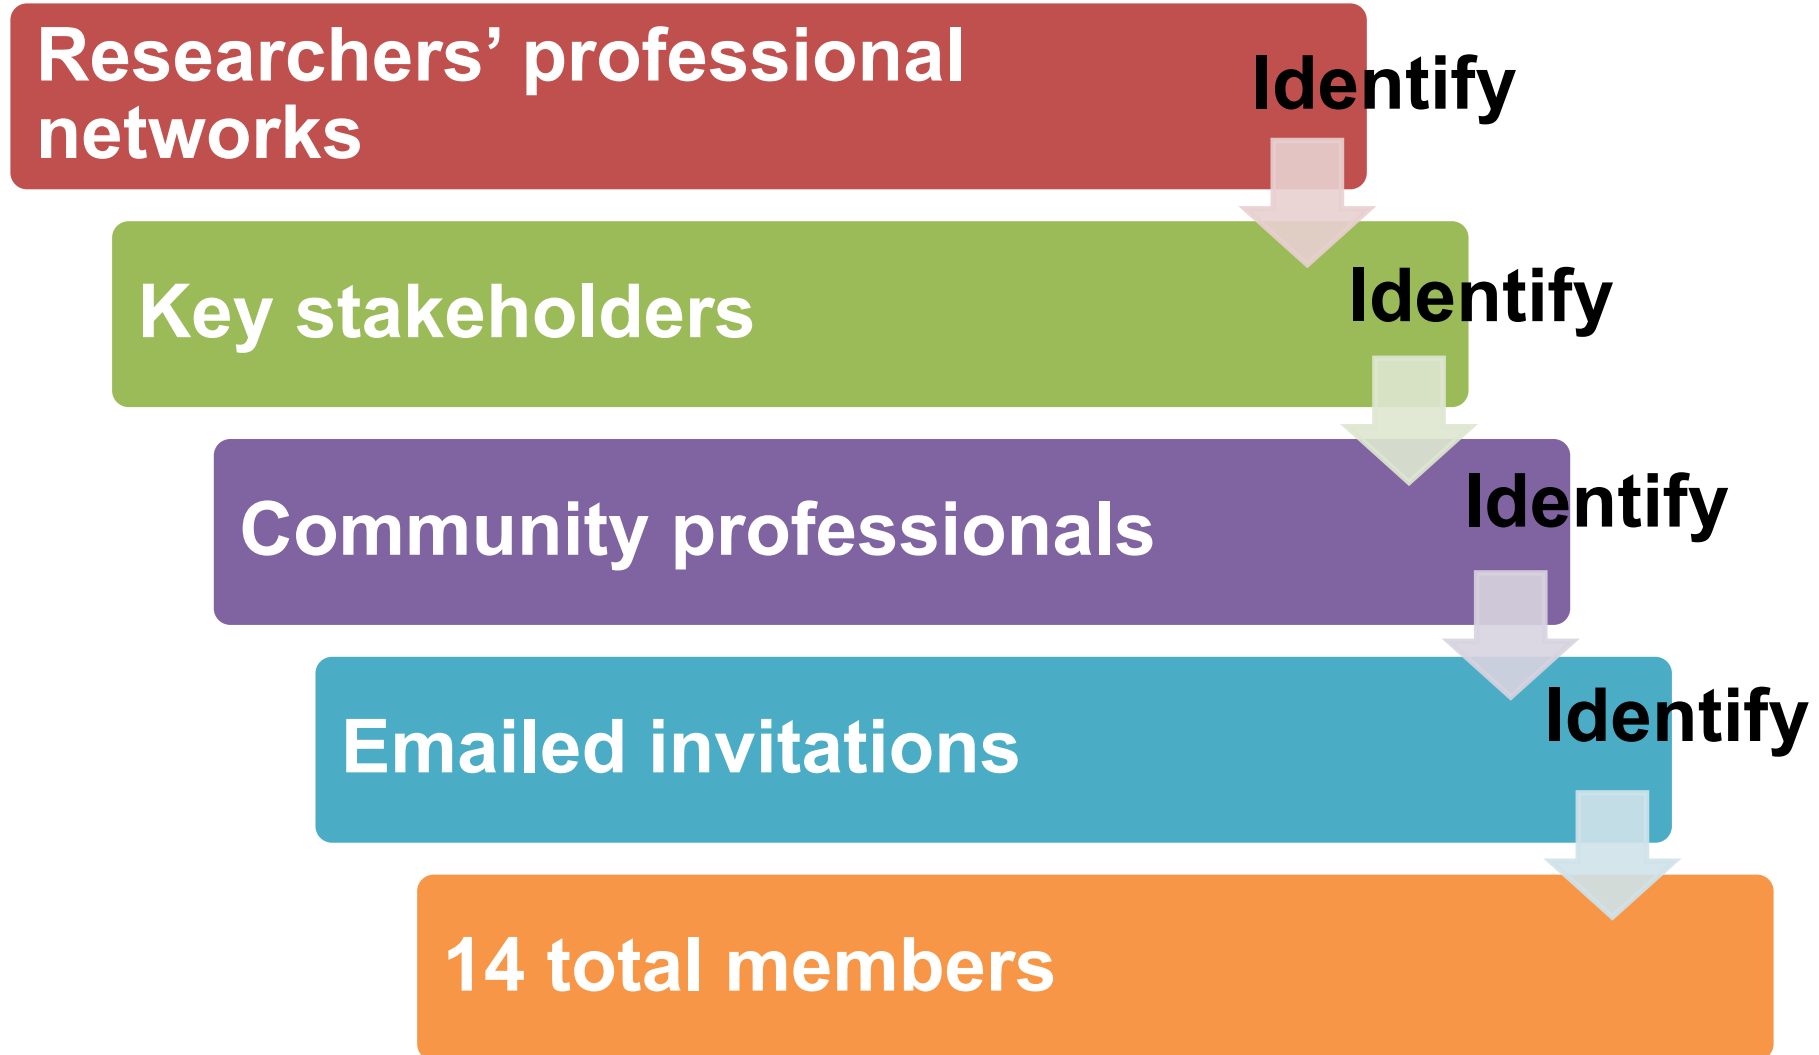 Researchers’ professional
networks
Identify
Key stakeholders
Identify
Community professionals
Identify
Emailed invitations
Identify
14 total members